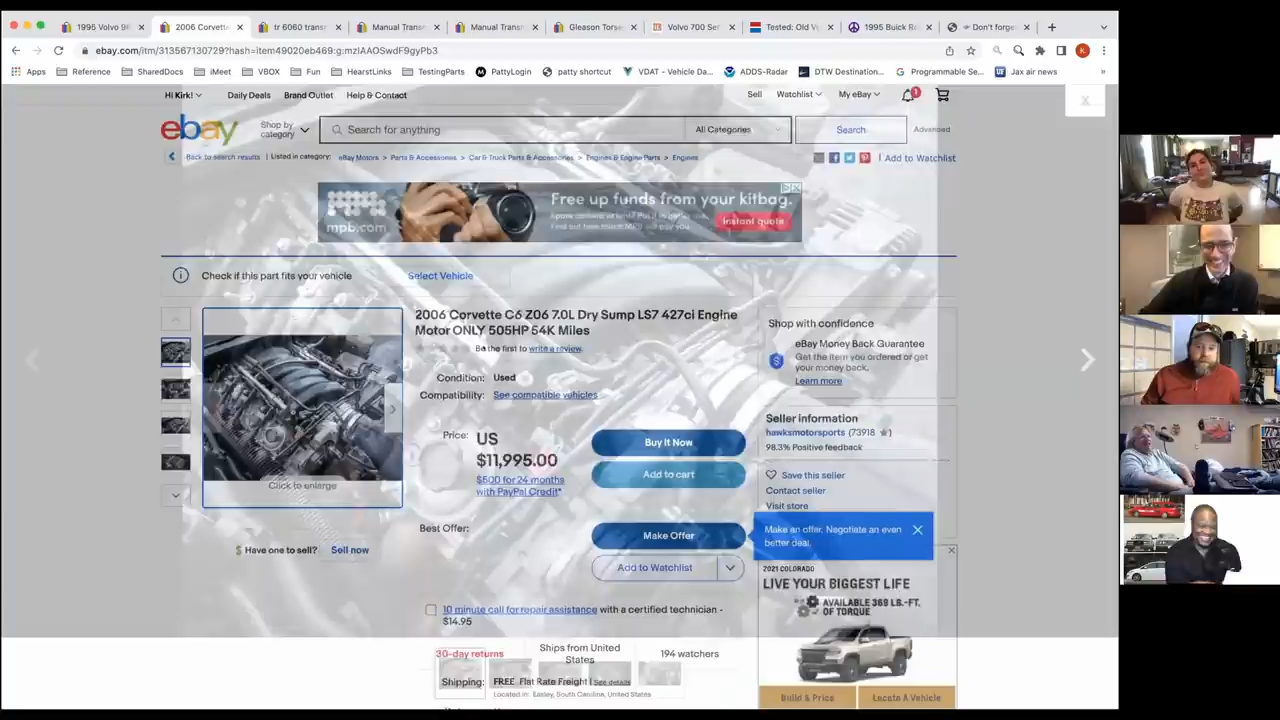 1995 Volvo 9
2006 Corvett
tr 6060 trans
Manual Trans
Manual Trans
Gleason Torse
Volvo 700 Ser
Tested: Old V
1995 Buick Ro
Don't forge
ebay.com/itm/313567130729?hash=item49020eb469:g:mzIAAOSwdF9gyPb3
K
Apps Reference SharedDocs iMeet VBOX Fun HearstLinks TestingParts PattyLogin patty shortcut VDAT - Vehicle Da... ADDS-Radar DTW Destination... Programmable Se... Jax air news »
Hi Kirk! Daily Deals Brand Outlet Help & Contact Sell Watchlist My eBay 1
X
ebay Shop by category Search for anything All Categories Search Advanced
Back to search results | Listed in category: eBay Motors > Parts & Accessories > Car & Truck Parts & Accessories > Engines & Engine Parts > Engines | Add to Watchlist
mpb.com
Free up funds from your kitbag.
Instant quote
Check if this part fits your vehicle Select Vehicle
2006 Corvette C6 Z06 7.0L Dry Sump LS7 427ci Engine
Motor ONLY 505HP 54K Miles
Be the first to write a review.
Condition: Used
Compatibility: See compatible vehicles
Price: US
$11,995.00
$500 for 24 months
with PayPal Credit*
Buy It Now
Add to cart
Best Offer:
Make Offer
Add to Watchlist
Click to enlarge
Have one to sell? Sell now
10 minute call for repair assistance with a certified technician -
$14.95
30-day returns
Ships from United
States
194 watchers
Shipping: FREE Flat Rate Freight | See details
Located in: Easley, South Carolina, United States
Shop with confidence
eBay Money Back Guarantee
Get the item you ordered or get
your money back.
Learn more
Seller information
hawksmotorsports (73918 )
98.3% Positive feedback
Save this seller
Contact seller
Visit store
Make an offer. Negotiate an even
better deal.
2021 COLORADO
LIVE YOUR BIGGEST LIFE
AVAILABLE 369 LB.-FT.
OF TORQUE
Build & Price
Locate A Vehicle